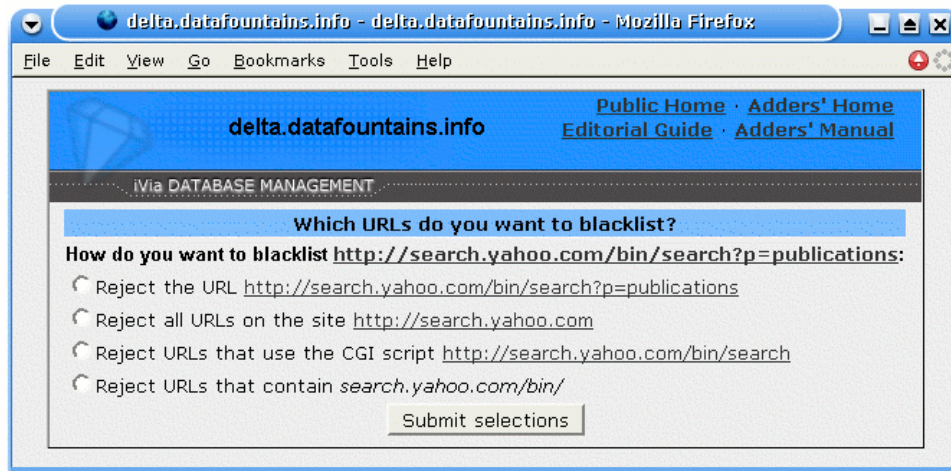 delta.datafountains.info - delta.datafountains.info - Mozilla Firefox
File Edit View Go Bookmarks Tools Help
Public Home · Adders' Home
delta.datafountains.info
Editorial Guide · Adders' Manual
iVia DATABASE MANAGEMENT
Which URLs do you want to blacklist?
How do you want to blacklist http://search.yahoo.com/bin/search?p=publications:
Reject the URL http://search.yahoo.com/bin/search?p=publications
Reject all URLs on the site http://search.yahoo.com
Reject URLs that use the CGI script http://search.yahoo.com/bin/search
Reject URLs that contain search.yahoo.com/bin/
Submit selections